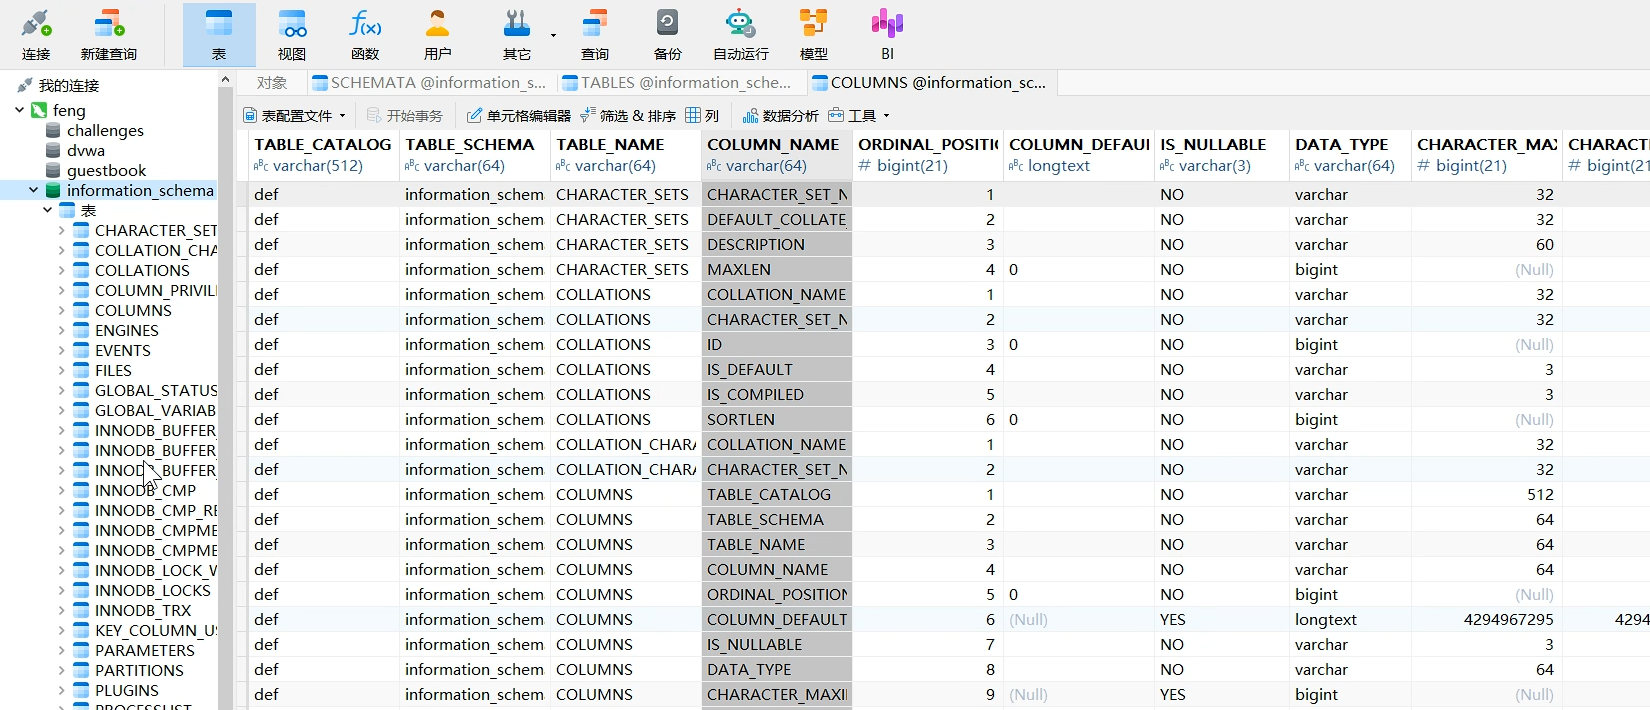 连接 新建查询 表 视图 函数 用户 其它 查询 备份 自动运行 模型 BI
我的连接 对象 SCHEMATA @information_s... TABLES @information_sche... COLUMNS @information_sc...
feng 表配置文件 开始事务 单元格编辑器 筛选 & 排序 列 数据分析 工具
challenges
dvwa
guestbook
information_schema
表
CHARACTER_SET
COLLATION_CHA
COLLATIONS
COLUMN_PRIVIL
COLUMNS
ENGINES
EVENTS
FILES
GLOBAL_STATUS
GLOBAL_VARIAB
INNODB_BUFFER_
INNODB_BUFFER_
INNODB_BUFFER_
INNODB_CMP
INNODB_CMP_RE
INNODB_CMPME
INNODB_CMPME
INNODB_LOCK_W
INNODB_LOCKS
INNODB_TRX
KEY_COLUMN_US
PARAMETERS
PARTITIONS
PLUGINS
PROCESSLIST
TABLE_CATALOG TABLE_SCHEMA TABLE_NAME COLUMN_NAME ORDINAL_POSITI COLUMN_DEFAUL IS_NULLABLE DATA_TYPE CHARACTER_MAX CHARACT
varchar(512) varchar(64) varchar(64) varchar(64) # bigint(21) longtext varchar(3) varchar(64) # bigint(21) # bigint(21
def information_schem CHARACTER_SETS CHARACTER_SET_N 1 NO varchar 32
def information_schem CHARACTER_SETS DEFAULT_COLLATE_ 2 NO varchar 32
def information_schem CHARACTER_SETS DESCRIPTION 3 NO varchar 60
def information_schem CHARACTER_SETS MAXLEN 4 0 NO bigint (Null)
def information_schem COLLATIONS COLLATION_NAME 1 NO varchar 32
def information_schem COLLATIONS CHARACTER_SET_N 2 NO varchar 32
def information_schem COLLATIONS ID 3 0 NO bigint (Null)
def information_schem COLLATIONS IS_DEFAULT 4 NO varchar 3
def information_schem COLLATIONS IS_COMPILED 5 NO varchar 3
def information_schem COLLATIONS SORTLEN 6 0 NO bigint (Null)
def information_schem COLLATION_CHARA COLLATION_NAME 1 NO varchar 32
def information_schem COLLATION_CHARA CHARACTER_SET_N 2 NO varchar 32
def information_schem COLUMNS TABLE_CATALOG 1 NO varchar 512
def information_schem COLUMNS TABLE_SCHEMA 2 NO varchar 64
def information_schem COLUMNS TABLE_NAME 3 NO varchar 64
def information_schem COLUMNS COLUMN_NAME 4 NO varchar 64
def information_schem COLUMNS ORDINAL_POSITION 5 0 NO bigint (Null)
def information_schem COLUMNS COLUMN_DEFAULT 6 (Null) YES longtext 4294967295 4294
def information_schem COLUMNS IS_NULLABLE 7 NO varchar 3
def information_schem COLUMNS DATA_TYPE 8 NO varchar 64
def information_schem COLUMNS CHARACTER_MAXI 9 (Null) YES bigint (Null)